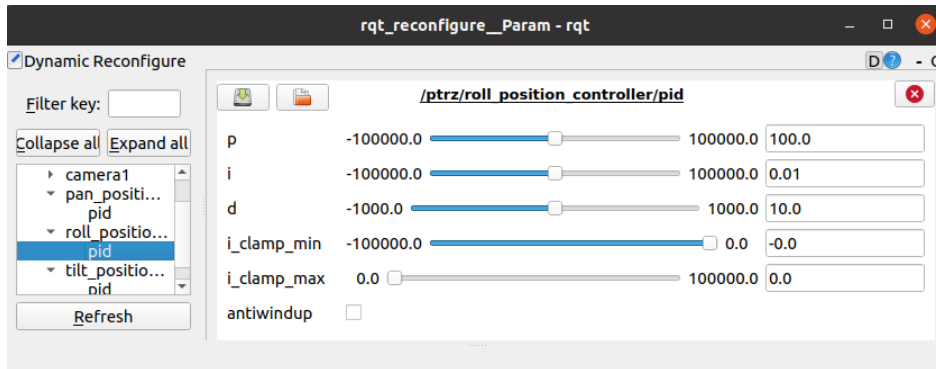 rqt_reconfigure__Param - rqt
Dynamic Reconfigure
D? - O
Filter key:
Collapse all Expand all
camera1
pan_positi...
pid
roll_positio...
pid
tilt_positio...
pid
Refresh
/ptrz/roll_position_controller/pid
p -100000.0 100000.0 100.0
i -100000.0 100000.0 0.01
d -1000.0 1000.0 10.0
i_clamp_min -100000.0 0.0 -0.0
i_clamp_max 0.0 100000.0 0.0
antiwindup